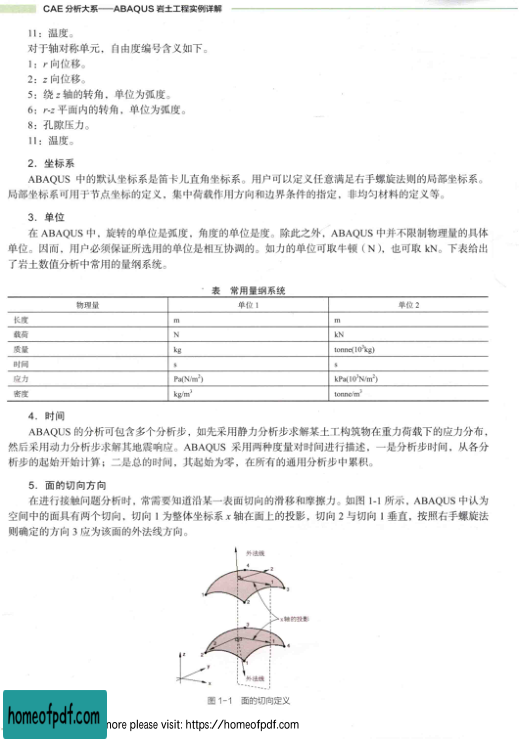 CAE 分析大系——ABAQUS 岩土工程实例详解
11：温度。
对于轴对称单元，自由度编号含义如下。
1：r 向位移。
2：z 向位移。
5：绕 z 轴的转角，单位为弧度。
6：r-z 平面内的转角，单位为弧度。
8：孔隙压力。
11：温度。
2．坐标系
ABAQUS 中的默认坐标系是笛卡儿直角坐标系。用户可以定义任意满足右手螺旋法则的局部坐标系。
局部坐标系可用于节点坐标的定义，集中荷载作用方向和边界条件的指定，非均匀材料的定义等。
3．单位
在 ABAQUS 中，旋转的单位是弧度，角度的单位是度。除此之外，ABAQUS 中并不限制物理量的具体
单位。因而，用户必须保证所选用的单位是相互协调的。如力的单位可取牛顿（N），也可取 kN。下表给出
了岩土数值分析中常用的量纲系统。
表 常用量纲系统
物理量 单位 1 单位 2
长度 m m
载荷 N kN
质量 kg tonne(10³kg)
时间 s s
应力 Pa(N/m²) kPa(10³N/m²)
密度 kg/m³ tonne/m³
4．时间
ABAQUS 的分析可包含多个分析步，如先采用静力分析步求解某土工构筑物在重力荷载下的应力分布，
然后采用动力分析步求解其地震响应。ABAQUS 采用两种度量对时间进行描述，一是分析步时间，从各分
析步的起始开始计算；二是总的时间，其起始为零，在所有的通用分析步中累积。
5．面的切向方向
在进行接触问题分析时，常需要知道沿某一表面切向的滑移和摩擦力。如图 1-1 所示，ABAQUS 中认为
空间中的面具有两个切向，切向 1 为整体坐标系 x 轴在面上的投影，切向 2 与切向 1 垂直，按照右手螺旋法
则确定的方向 3 应为该面的外法线方向。
外法线
4
2
1
1
3
2
x 轴的投影
3
2
1
4
2
1
z
y
x
外法线
图 1-1 面的切向定义
homeofpdf.com
more please visit: https://homeofpdf.com